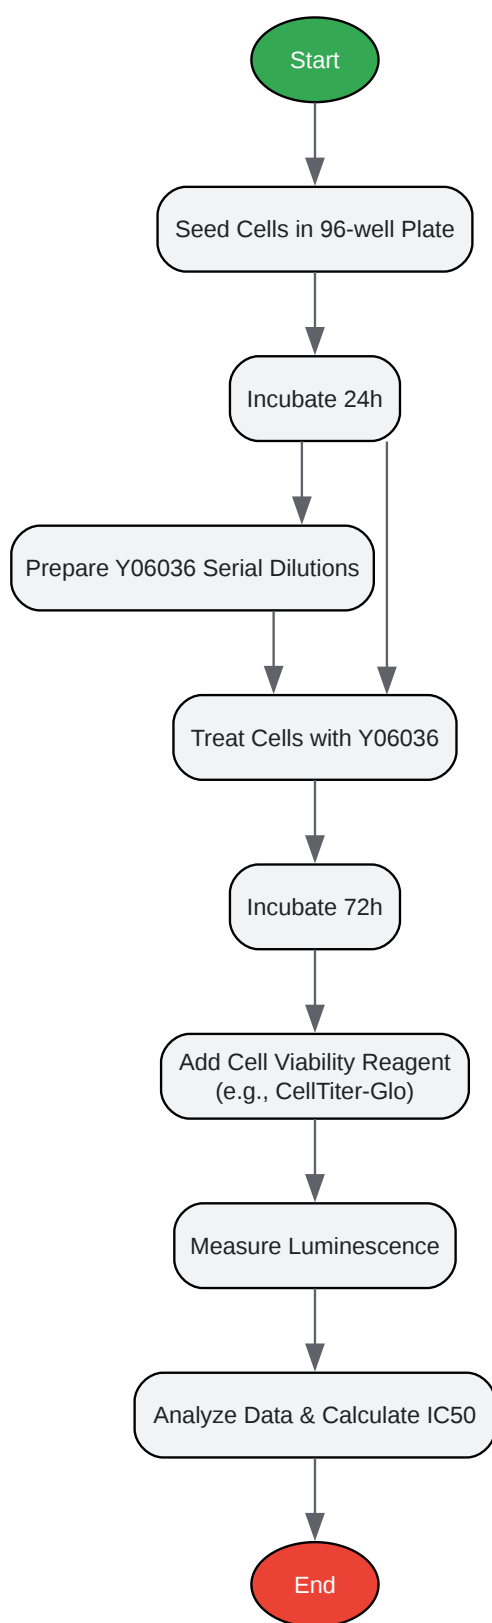 Start
Seed Cells in 96-well Plate
Incubate 24h
Prepare Y06036 Serial Dilutions
Treat Cells with Y06036
Incubate 72h
Add Cell Viability Reagent
(e.g., CellTiter-Glo)
Measure Luminescence
Analyze Data & Calculate IC50
End